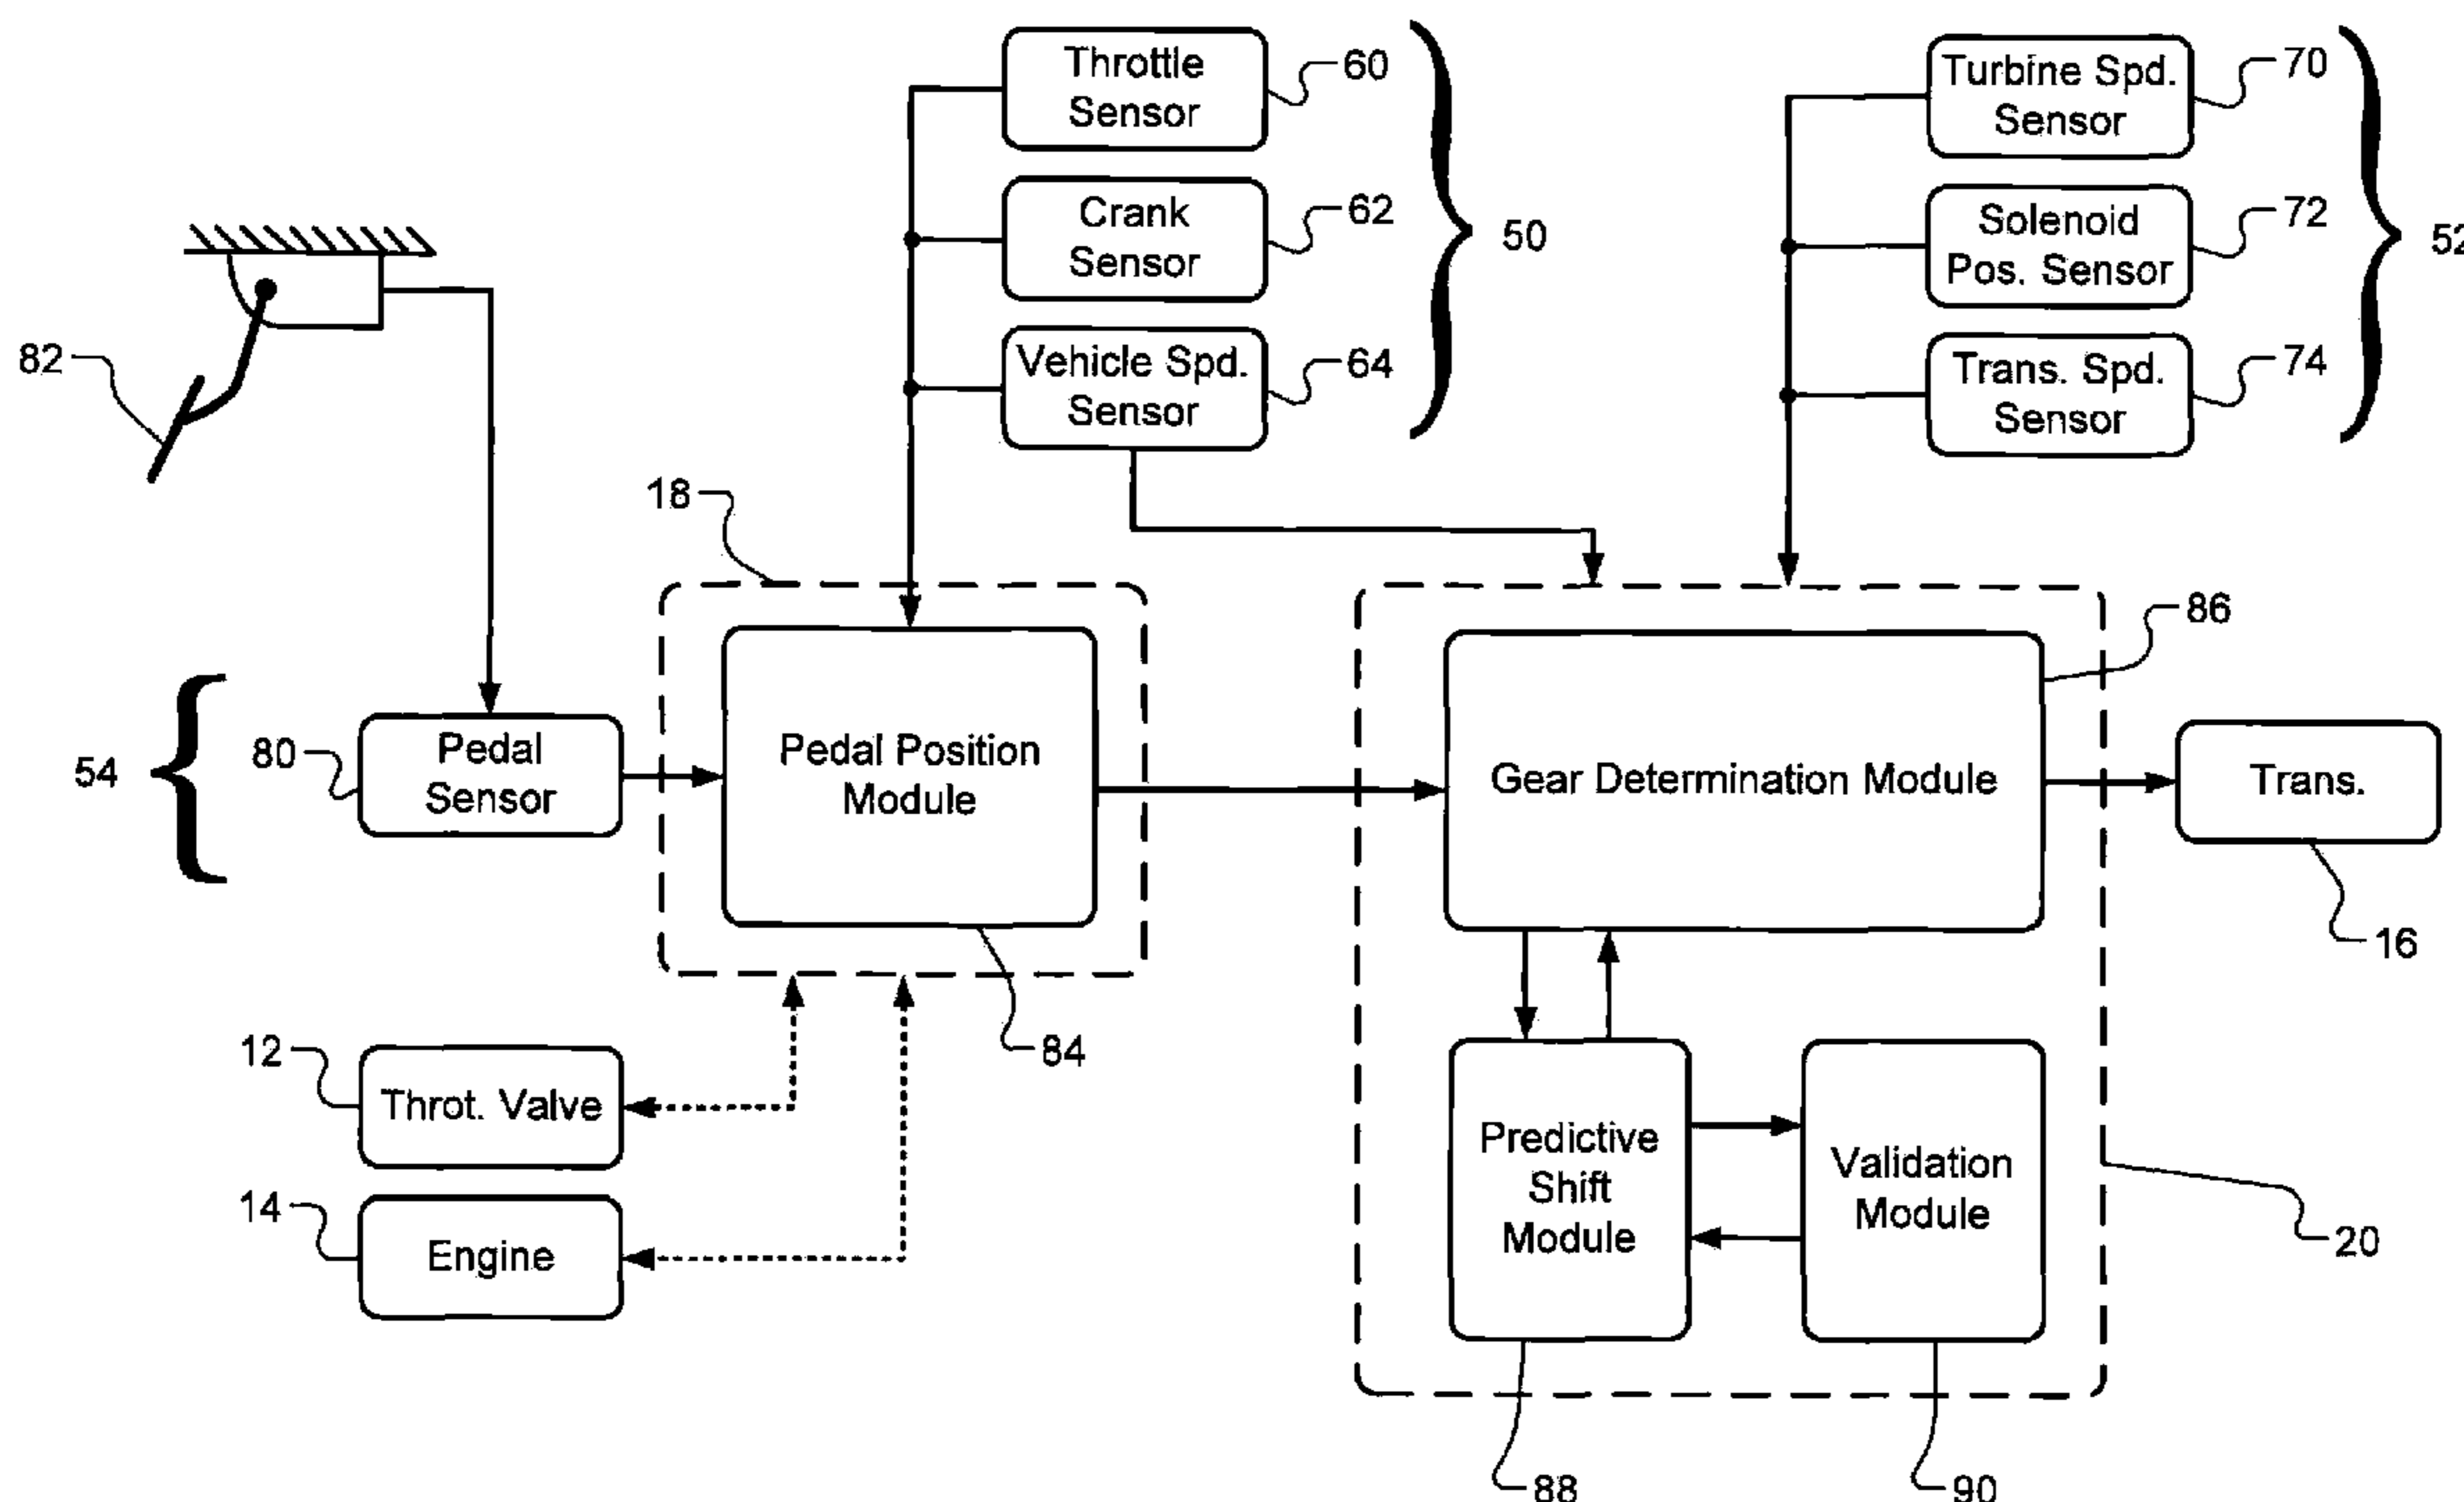 Throttle
Sensor
60
Crank
Sensor
62
Vehicle Spd.
Sensor
64
50
Turbine Spd.
Sensor
70
Solenoid
Pos. Sensor
72
Trans. Spd.
Sensor
74
52
82
18
86
54
80
Pedal
Sensor
Pedal Position
Module
Gear Determination Module
Trans.
16
84
12
Throt. Valve
14
Engine
Predictive
Shift
Module
Validation
Module
20
88
90